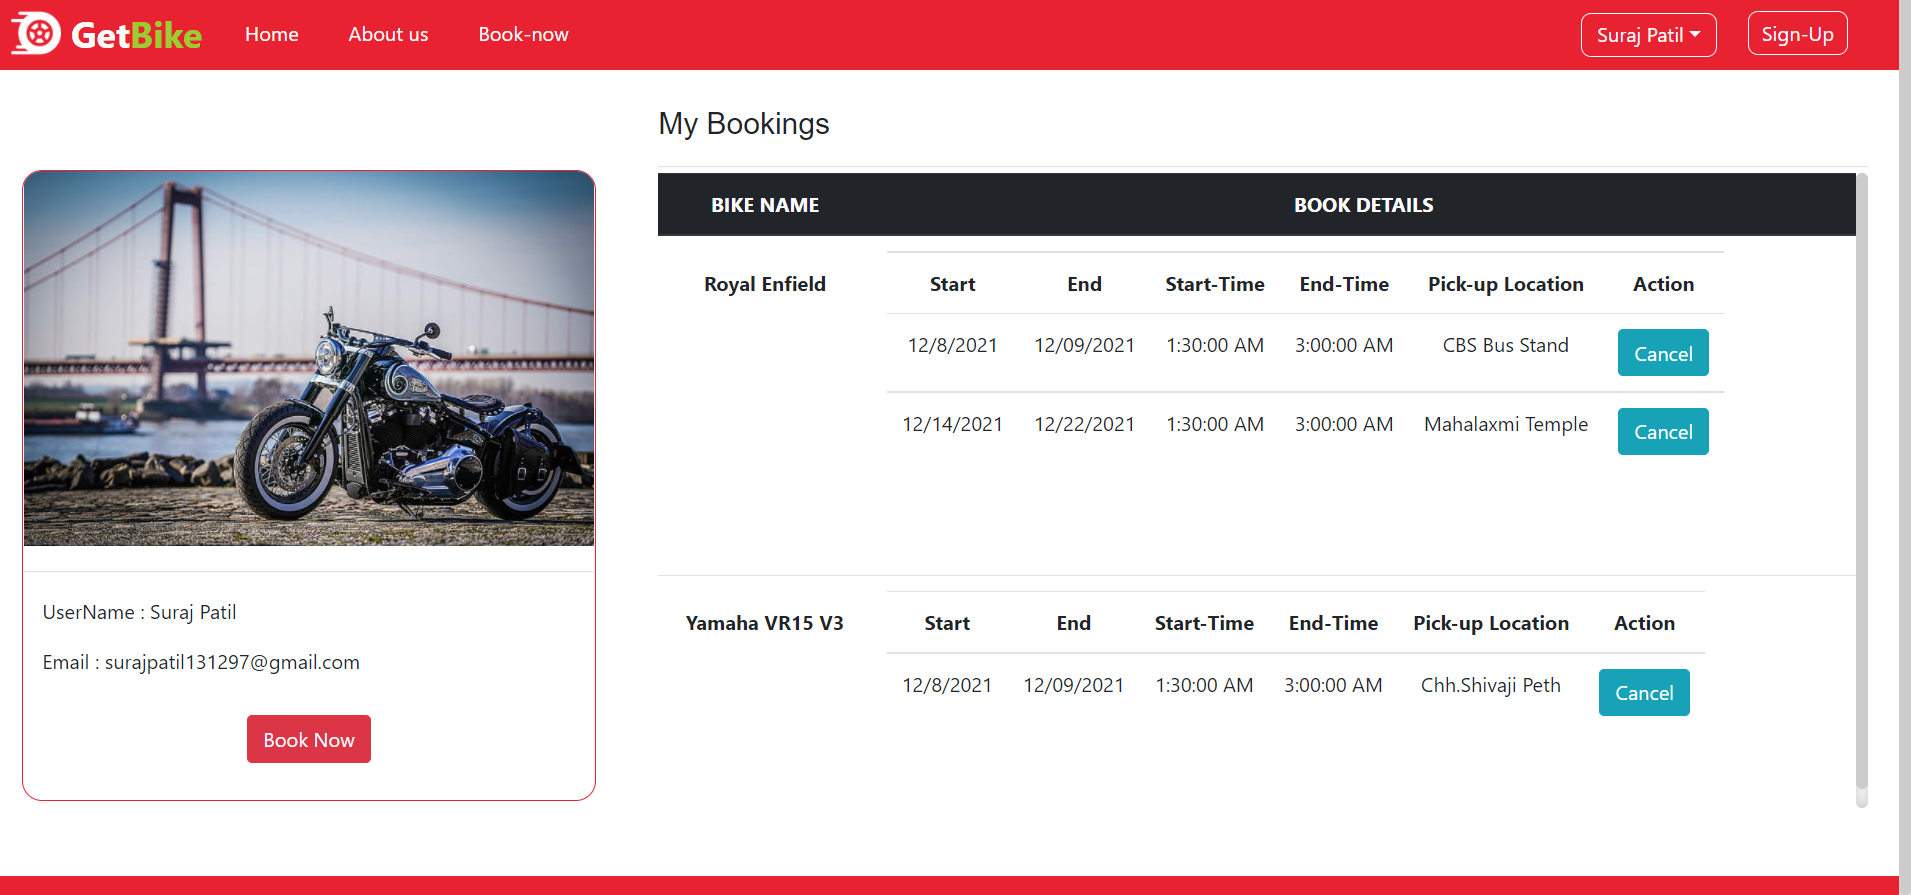 GetBike Home About us Book-now Suraj Patil Sign-Up
My Bookings
BIKE NAME BOOK DETAILS
Royal Enfield Start End Start-Time End-Time Pick-up Location Action
12/8/2021 12/09/2021 1:30:00 AM 3:00:00 AM CBS Bus Stand Cancel
12/14/2021 12/22/2021 1:30:00 AM 3:00:00 AM Mahalaxmi Temple Cancel
Yamaha VR15 V3 Start End Start-Time End-Time Pick-up Location Action
12/8/2021 12/09/2021 1:30:00 AM 3:00:00 AM Chh.Shivaji Peth Cancel
UserName : Suraj Patil
Email : surajpatil131297@gmail.com
Book Now